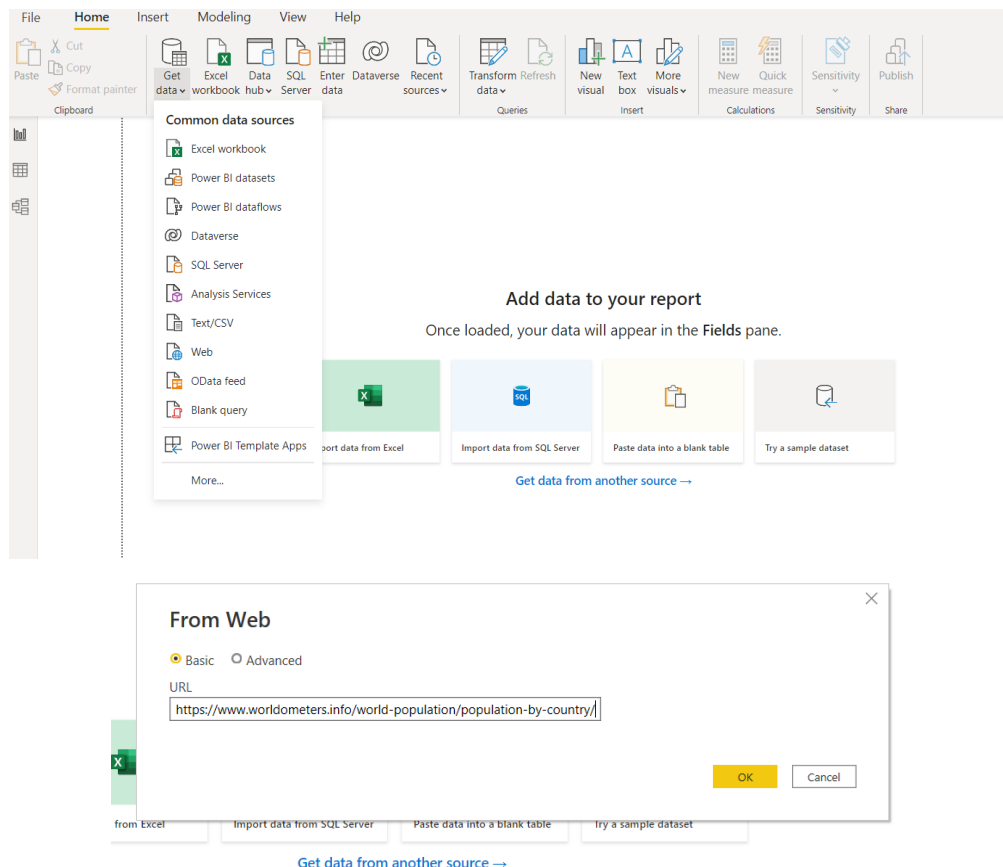 File Home Insert Modeling View Help
Cut
Copy
Format painter
Paste
Clipboard
Get data
Excel workbook
Data hub
SQL Server
Enter data
Dataverse
Recent sources
Transform data
Refresh
Queries
New visual
Text box
More visuals
Insert
New measure
Quick measure
Calculations
Sensitivity
Sensitivity
Publish
Share
Common data sources
Excel workbook
Power BI datasets
Power BI dataflows
Dataverse
SQL Server
Analysis Services
Text/CSV
Web
OData feed
Blank query
Power BI Template Apps
More...
Add data to your report
Once loaded, your data will appear in the Fields pane.
SQL
port data from Excel
Import data from SQL Server
Paste data into a blank table
Try a sample dataset
Get data from another source →
From Web
Basic Advanced
URL
https://www.worldometers.info/world-population/population-by-country/
OK Cancel
from Excel
Import data from SQL Server
Paste data into a blank table
Try a sample dataset
Get data from another source →